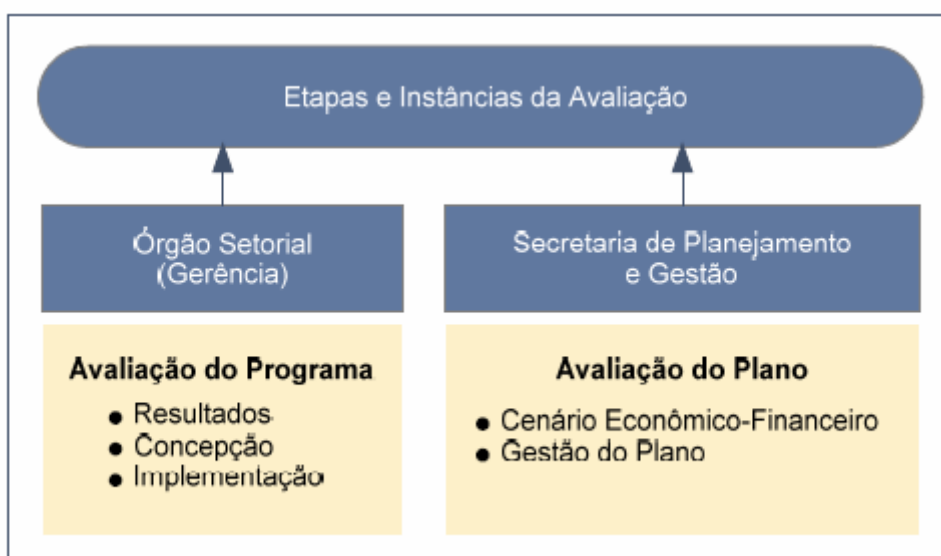 Etapas e Instâncias da Avaliação
Órgão Setorial
(Gerência)
Secretaria de Planejamento
e Gestão
Avaliação do Programa
● Resultados
● Concepção
● Implementação
Avaliação do Plano
● Cenário Econômico-Financeiro
● Gestão do Plano